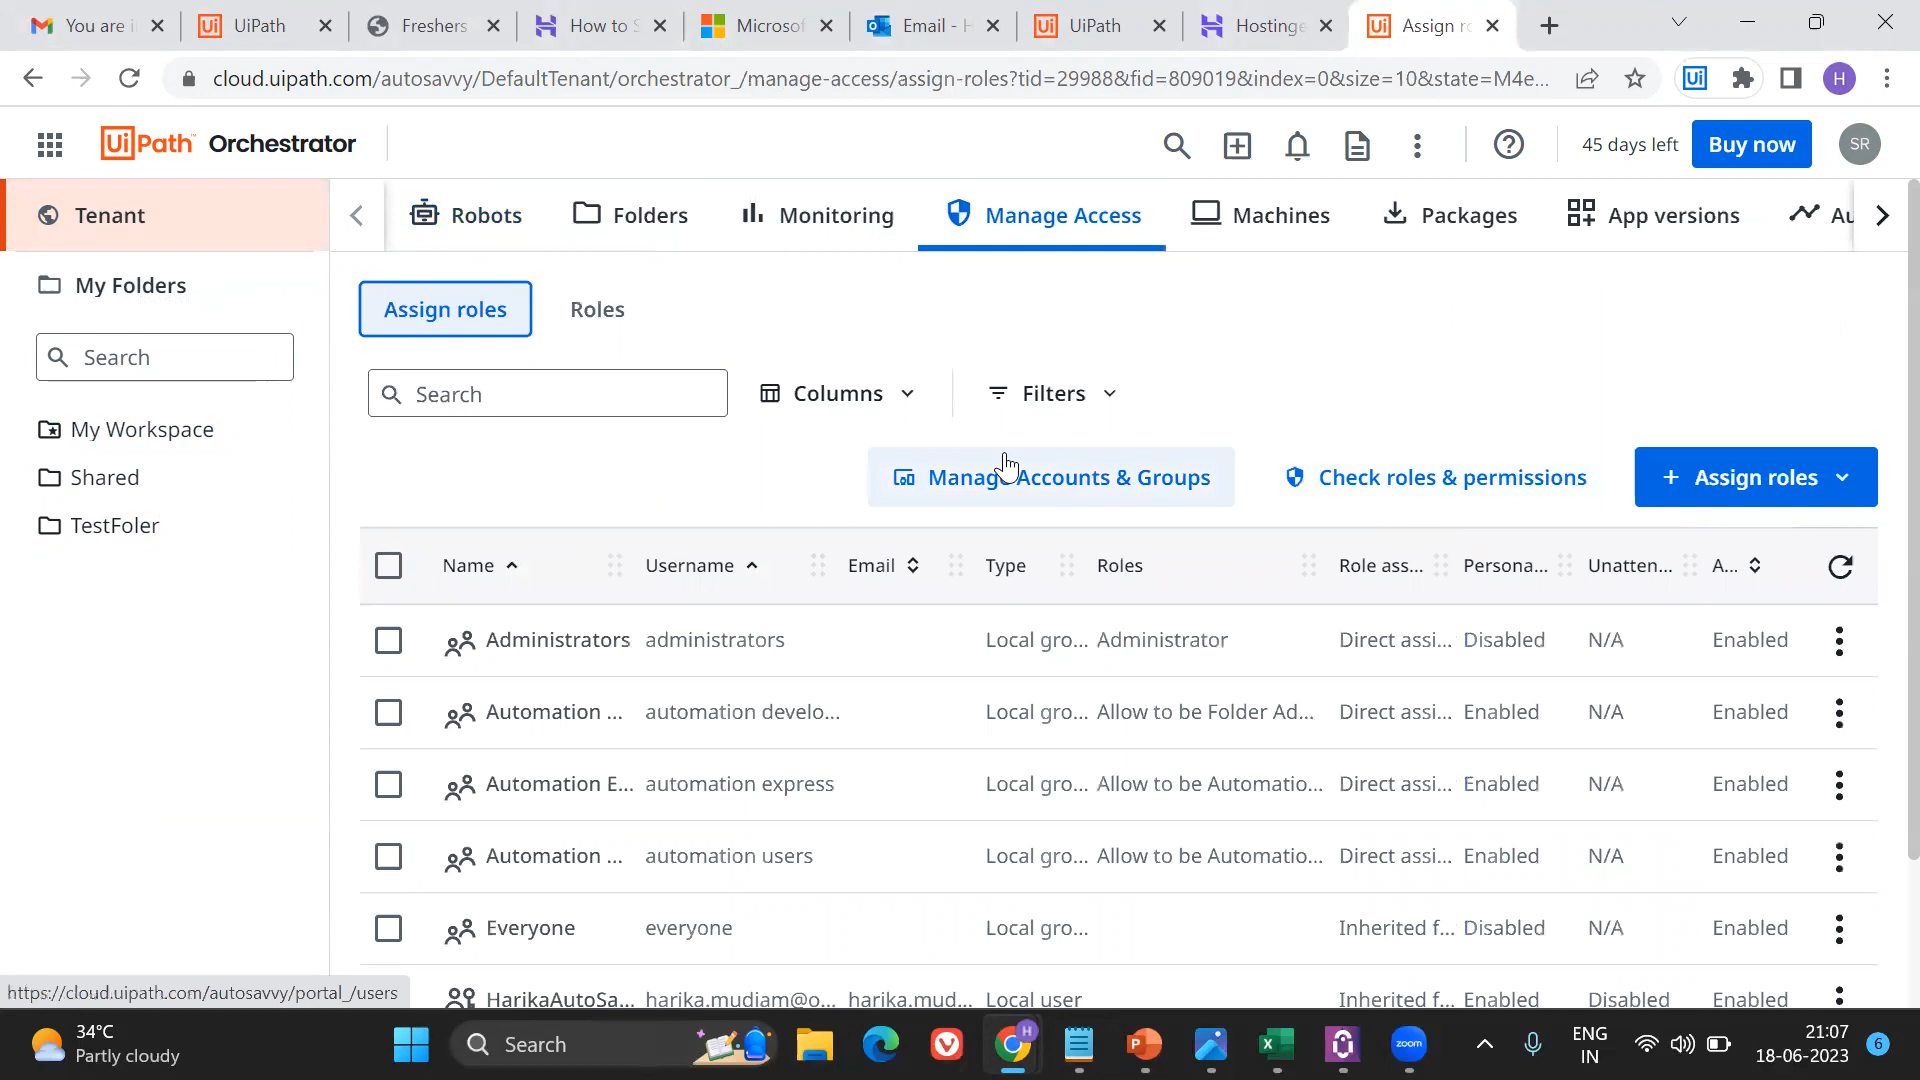 You are i
UiPath
Freshers
How to S
Microsof
Email - H
UiPath
Hostinge
Assign ro
cloud.uipath.com/autosavvy/DefaultTenant/orchestrator_/manage-access/assign-roles?tid=29988&fid=809019&index=0&size=10&state=M4e...
H
UiPath Orchestrator
45 days left
Buy now
SR
Tenant
Robots
Folders
Monitoring
Manage Access
Machines
Packages
App versions
Au
My Folders
Assign roles
Roles
Search
Search
Columns
Filters
My Workspace
Shared
TestFoler
Manage Accounts & Groups
Check roles & permissions
+ Assign roles
Name Username Email Type Roles Role ass... Persona... Unatten... A...
Administrators administrators Local gro... Administrator Direct assi... Disabled N/A Enabled
Automation ... automation develo... Local gro... Allow to be Folder Ad... Direct assi... Enabled N/A Enabled
Automation E... automation express Local gro... Allow to be Automatio... Direct assi... Enabled N/A Enabled
Automation ... automation users Local gro... Allow to be Automatio... Direct assi... Enabled N/A Enabled
Everyone everyone Local gro... Inherited f... Disabled N/A Enabled
HarikaAutoSa... harika.mudiam@o... harika.mud... Local user Inherited f... Enabled Disabled Enabled
https://cloud.uipath.com/autosavvy/portal_/users
34°C
Partly cloudy
Search
zoom
ENG
IN
21:07
18-06-2023
6